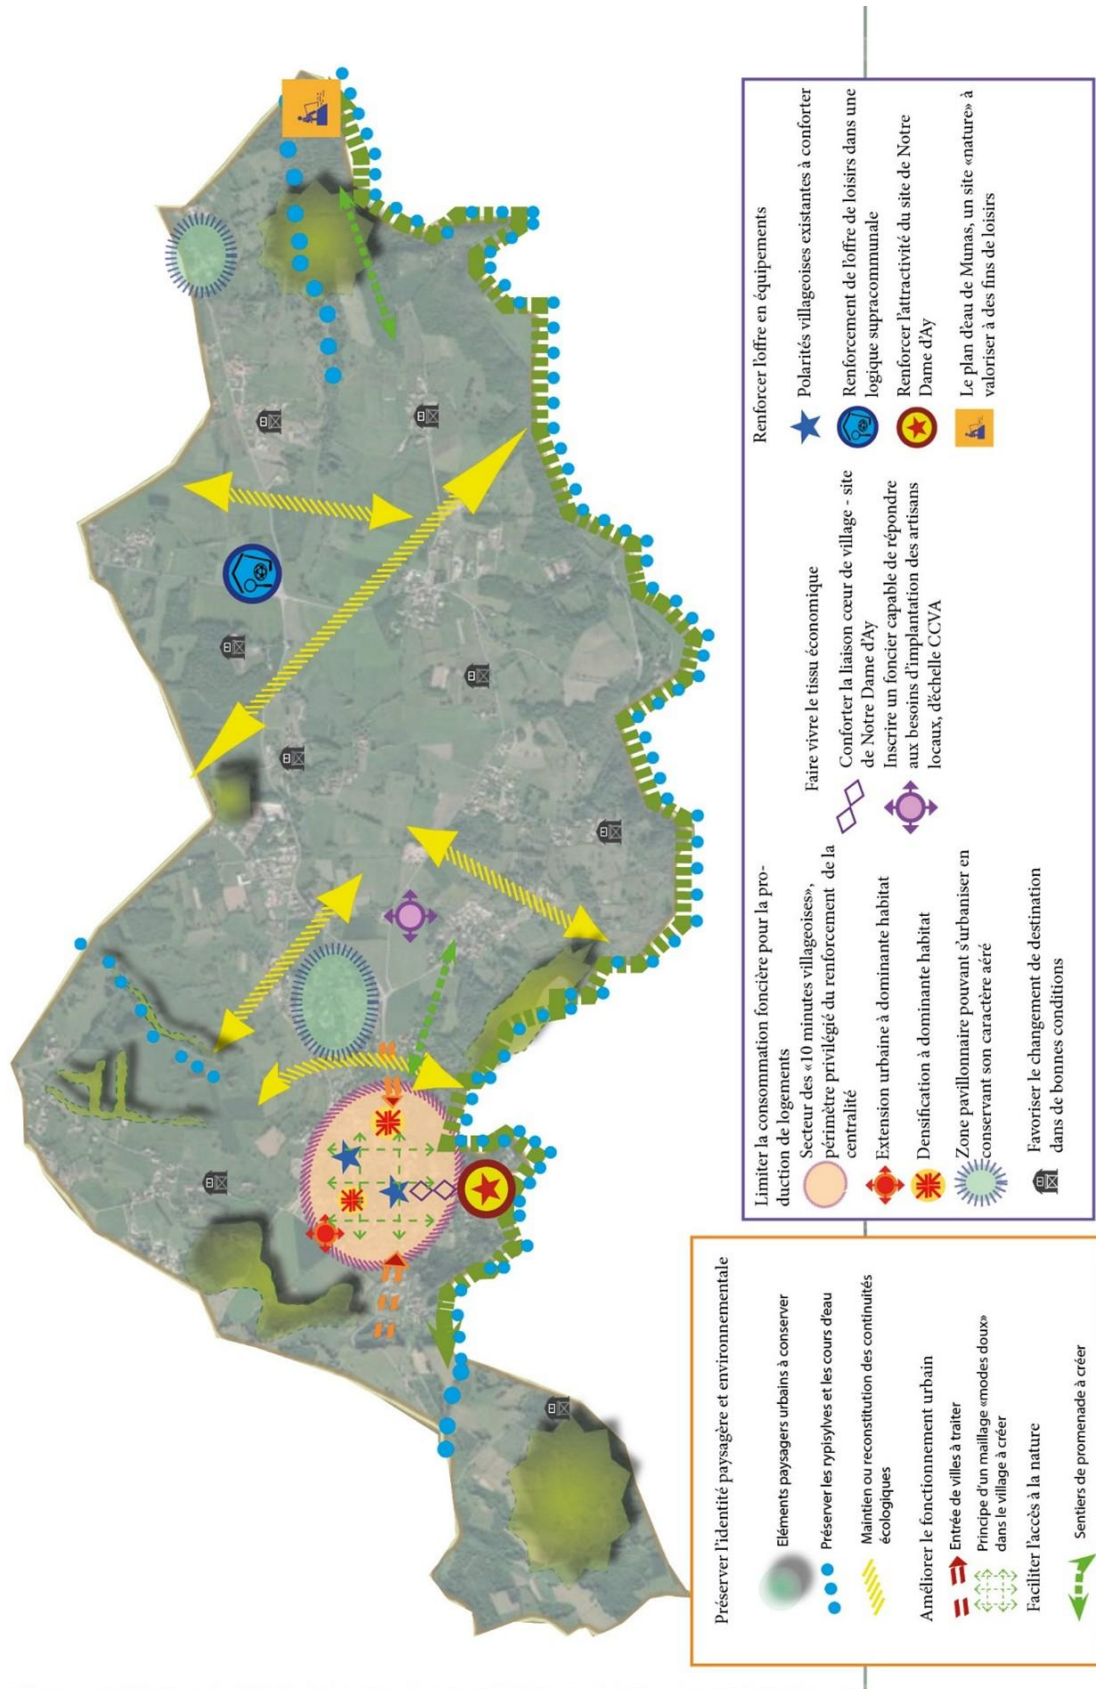 Préserver l'identité paysagère et environnementale
Eléments paysagers urbains à conserver
Préserver les rypisylves et les cours d'eau
Maintien ou reconstitution des continuités
écologiques
Améliorer le fonctionnement urbain
Entrée de villes à traiter
Principe d'un maillage «modes doux»
dans le village à créer
Faciliter l'accès à la nature
Sentiers de promenade à créer
Limiter la consommation foncière pour la pro-
duction de logements
Secteur des «10 minutes villageoises»,
périmètre privilégié du renforcement de la
centralité
Extension urbaine à dominante habitat
Densification à dominante habitat
Zone pavillonnaire pouvant s'urbaniser en
conservant son caractère aéré
Favoriser le changement de destination
dans de bonnes conditions
Faire vivre le tissu économique
Conforter la liaison cœur de village - site
de Notre Dame d'Ay
Inscrire un foncier capable de répondre
aux besoins d'implantation des artisans
locaux, d'échelle CCVA
Renforcer l'offre en équipements
Polarités villageoises existantes à conforter
Renforcement de l'offre de loisirs dans une
logique supracommunale
Renforcer l'attractivité du site de Notre
Dame d'Ay
Le plan d'eau de Munas, un site «nature» à
valoriser à des fins de loisirs